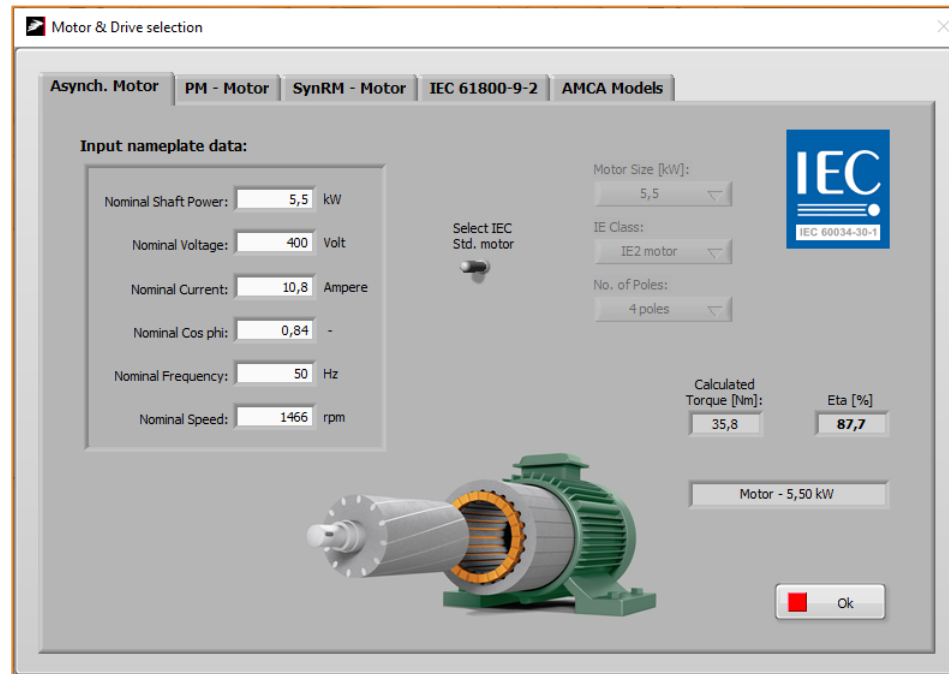 Motor & Drive selection
Asynch. Motor
PM - Motor
SynRM - Motor
IEC 61800-9-2
AMCA Models
Input nameplate data:
Nominal Shaft Power: 5,5 kW
Nominal Voltage: 400 Volt
Nominal Current: 10,8 Ampere
Nominal Cos phi: 0,84 -
Nominal Frequency: 50 Hz
Nominal Speed: 1466 rpm
Select IEC
Std. motor
Motor Size [kW]:
5,5
IE Class:
IE2 motor
No. of Poles:
4 poles
IEC
IEC 60034-30-1
Calculated
Torque [Nm]:
35,8
Eta [%]
87,7
Motor - 5,50 kW
Ok